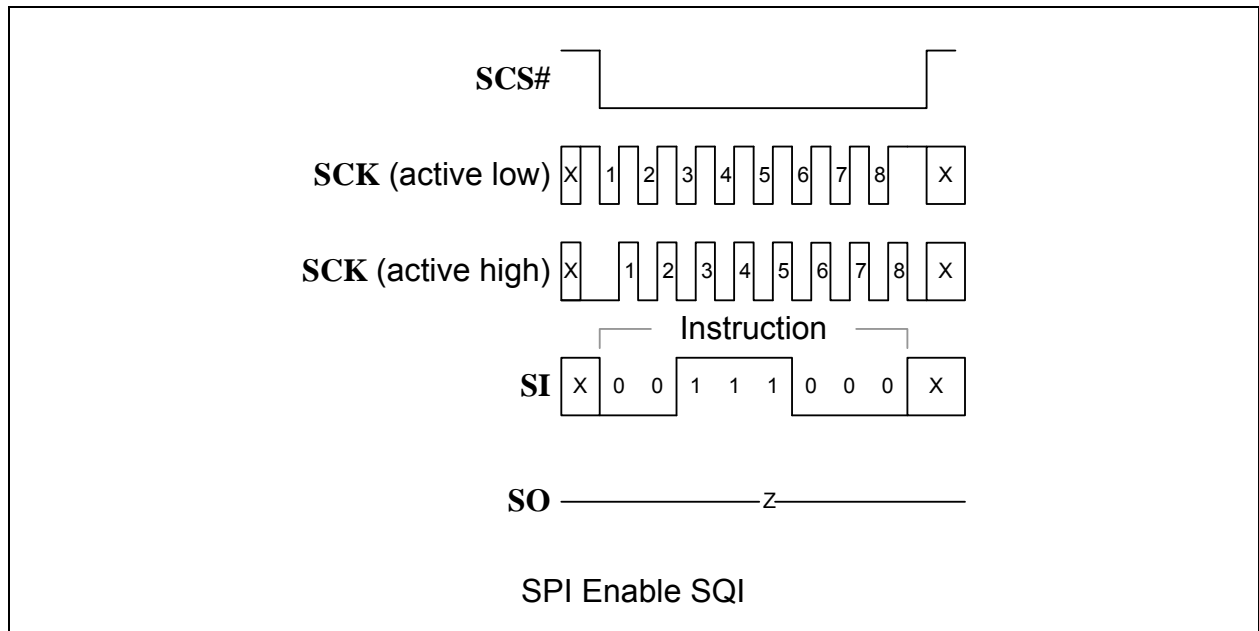 SCS#
SCK (active low) X 1 2 3 4 5 6 7 8 X
SCK (active high) X 1 2 3 4 5 6 7 8 X
Instruction
SI X 0 0 1 1 1 0 0 0 X
SO Z
SPI Enable SQI